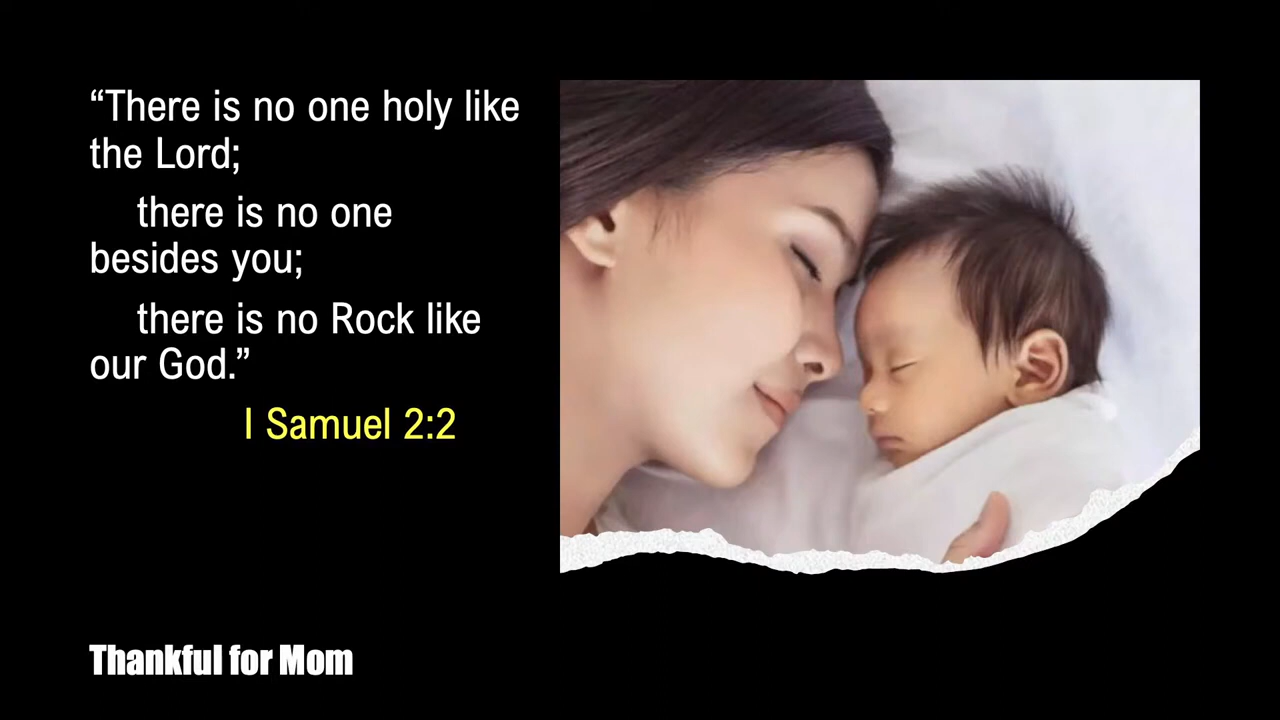 “There is no one holy like
the Lord;
there is no one
besides you;
there is no Rock like
our God.”
I Samuel 2:2
Thankful for Mom